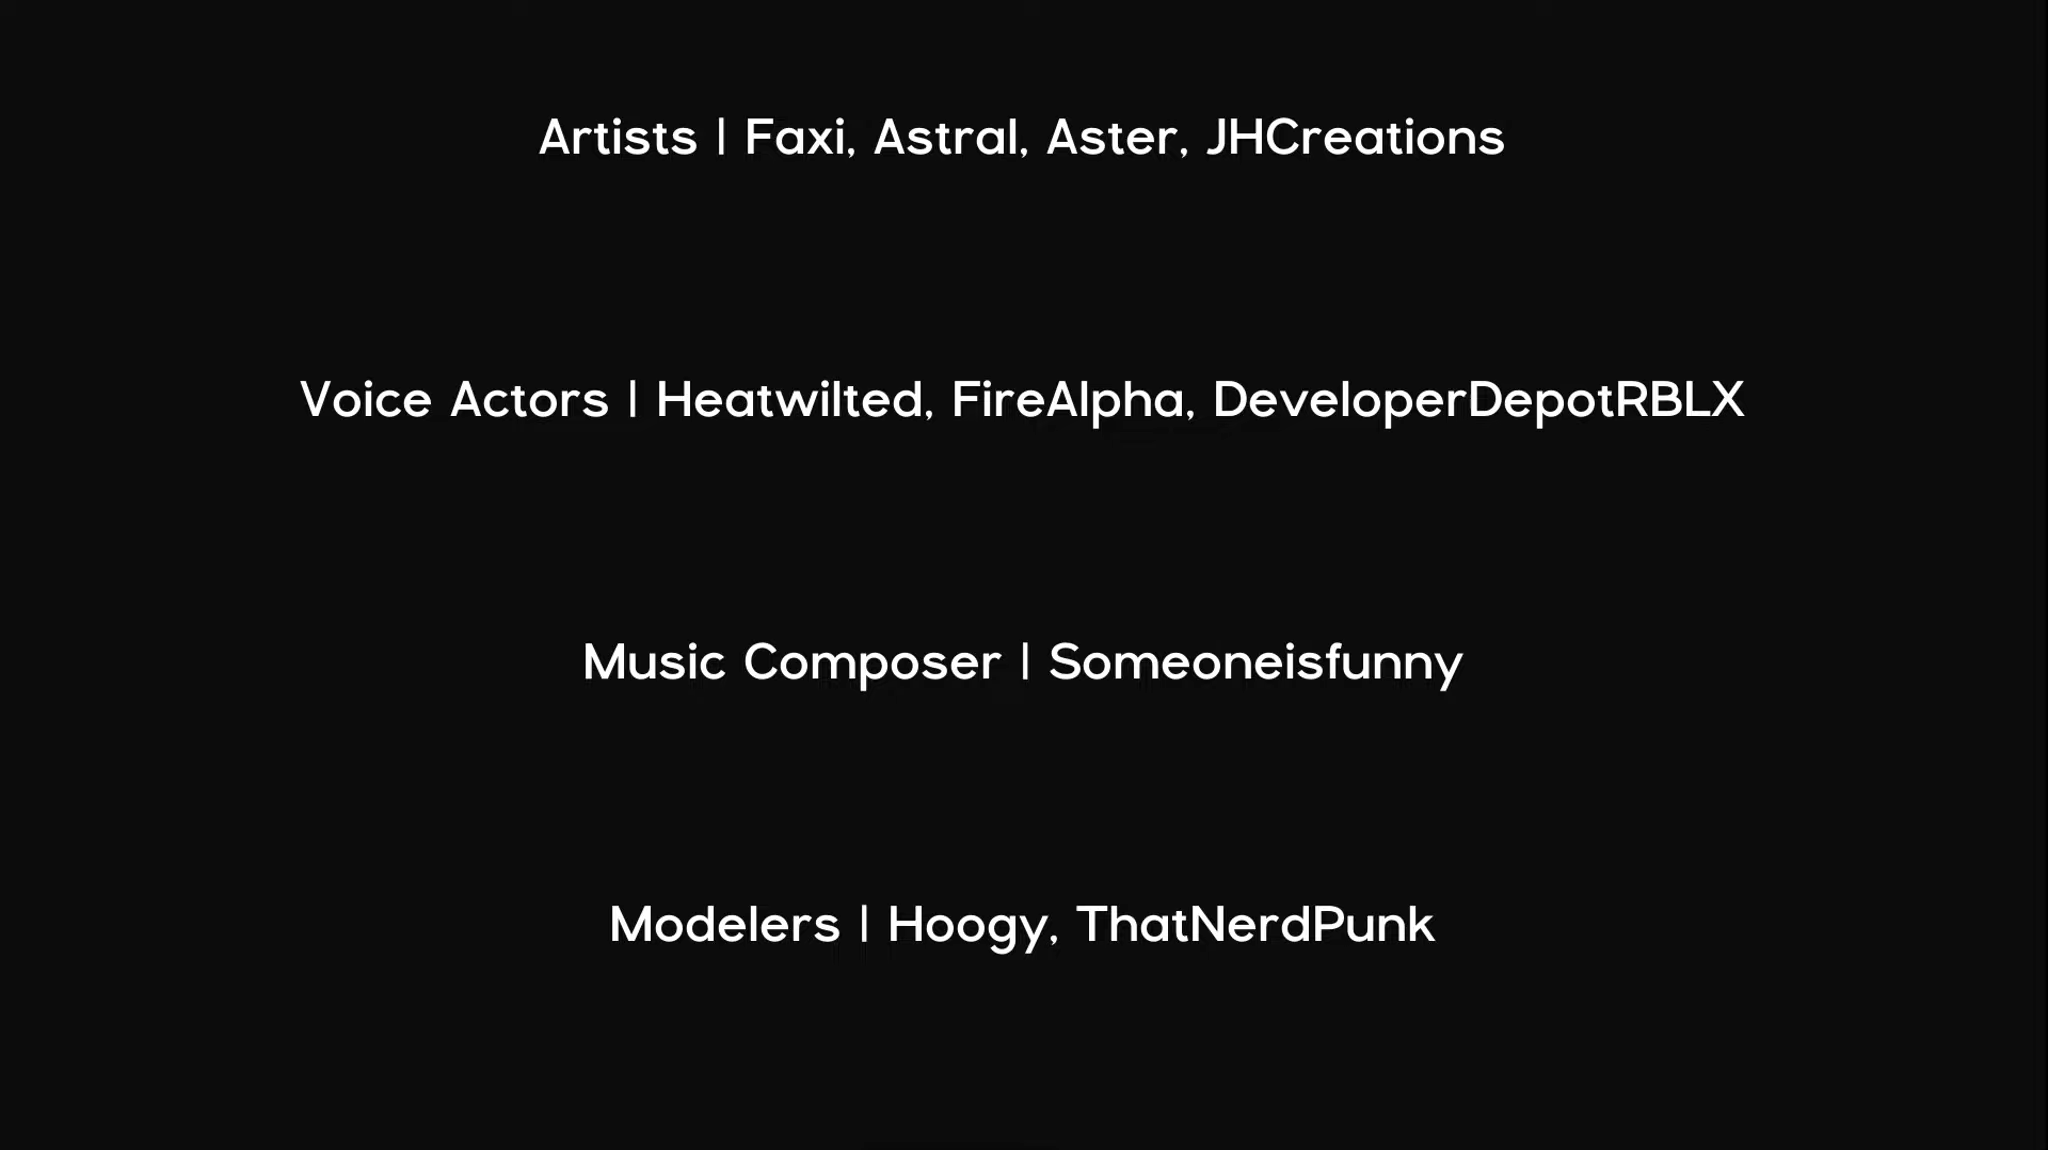 Artists | Faxi, Astral, Aster, JHCreations
Voice Actors | Heatwilted, FireAlpha, DeveloperDepotRBLX
Music Composer | Someoneisfunny
Modelers | Hoogy, ThatNerdPunk